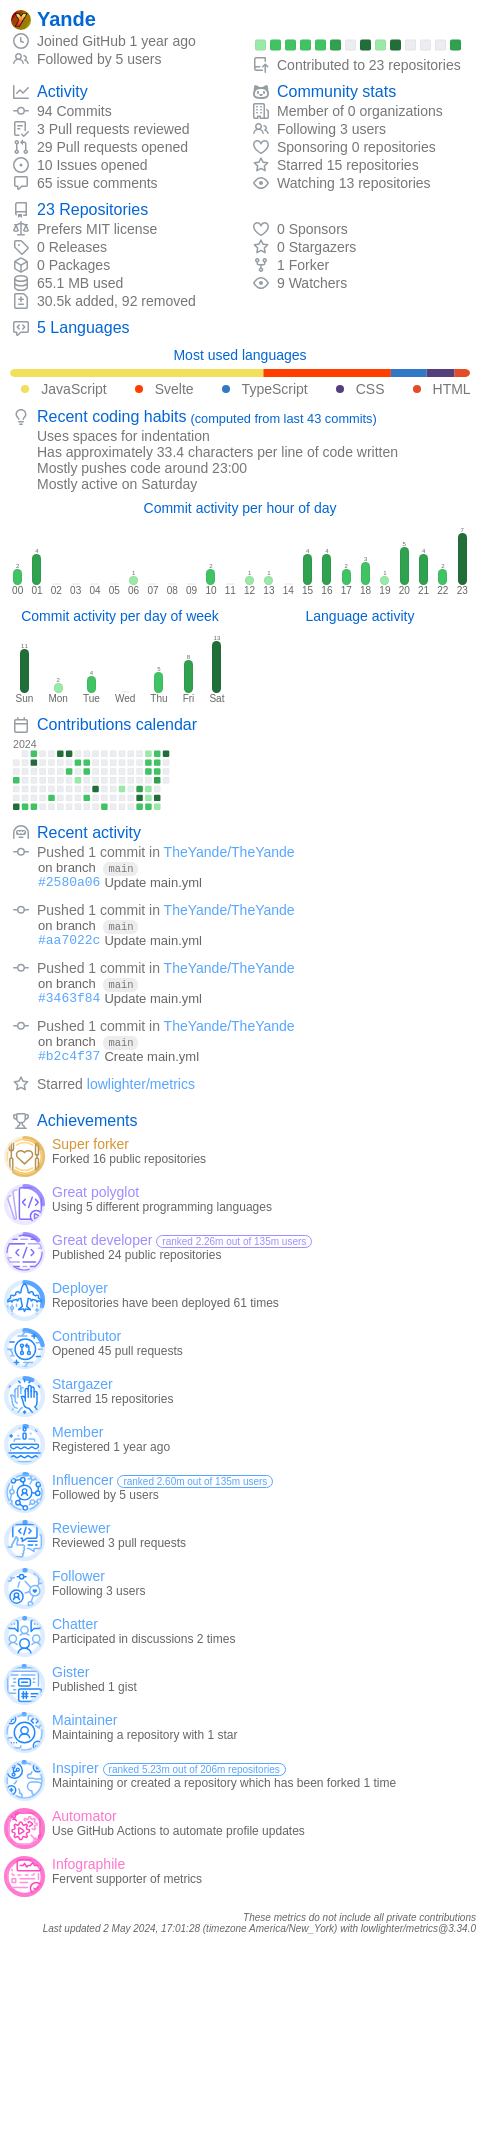 Yande
Joined GitHub 1 year ago
Followed by 5 users
Contributed to 23 repositories
Activity
94 Commits
3 Pull requests reviewed
29 Pull requests opened
10 Issues opened
65 issue comments
Community stats
Member of 0 organizations
Following 3 users
Sponsoring 0 repositories
Starred 15 repositories
Watching 13 repositories
23 Repositories
Prefers MIT license
0 Releases
0 Packages
65.1 MB used
30.5k added, 92 removed
0 Sponsors
0 Stargazers
1 Forker
9 Watchers
5 Languages
Most used languages
JavaScript Svelte TypeScript CSS HTML
Recent coding habits (computed from last 43 commits)
Uses spaces for indentation
Has approximately 33.4 characters per line of code written
Mostly pushes code around 23:00
Mostly active on Saturday
Commit activity per hour of day
2 4 1 2 1 1 4 4 2 3 1 5 4 2 7
00 01 02 03 04 05 06 07 08 09 10 11 12 13 14 15 16 17 18 19 20 21 22 23
Commit activity per day of week
11 2 4 5 8 13
Sun Mon Tue Wed Thu Fri Sat
Language activity
Contributions calendar
2024
Recent activity
Pushed 1 commit in TheYande/TheYande
on branch main
#2580a06 Update main.yml
Pushed 1 commit in TheYande/TheYande
on branch main
#aa7022c Update main.yml
Pushed 1 commit in TheYande/TheYande
on branch main
#3463f84 Update main.yml
Pushed 1 commit in TheYande/TheYande
on branch main
#b2c4f37 Create main.yml
Starred lowlighter/metrics
Achievements
Super forker
Forked 16 public repositories
Great polyglot
Using 5 different programming languages
Great developer ranked 2.26m out of 135m users
Published 24 public repositories
Deployer
Repositories have been deployed 61 times
Contributor
Opened 45 pull requests
Stargazer
Starred 15 repositories
Member
Registered 1 year ago
Influencer ranked 2.60m out of 135m users
Followed by 5 users
Reviewer
Reviewed 3 pull requests
Follower
Following 3 users
Chatter
Participated in discussions 2 times
Gister
Published 1 gist
Maintainer
Maintaining a repository with 1 star
Inspirer ranked 5.23m out of 206m repositories
Maintaining or created a repository which has been forked 1 time
Automator
Use GitHub Actions to automate profile updates
Infographile
Fervent supporter of metrics
These metrics do not include all private contributions
Last updated 2 May 2024, 17:01:28 (timezone America/New_York) with lowlighter/metrics@3.34.0